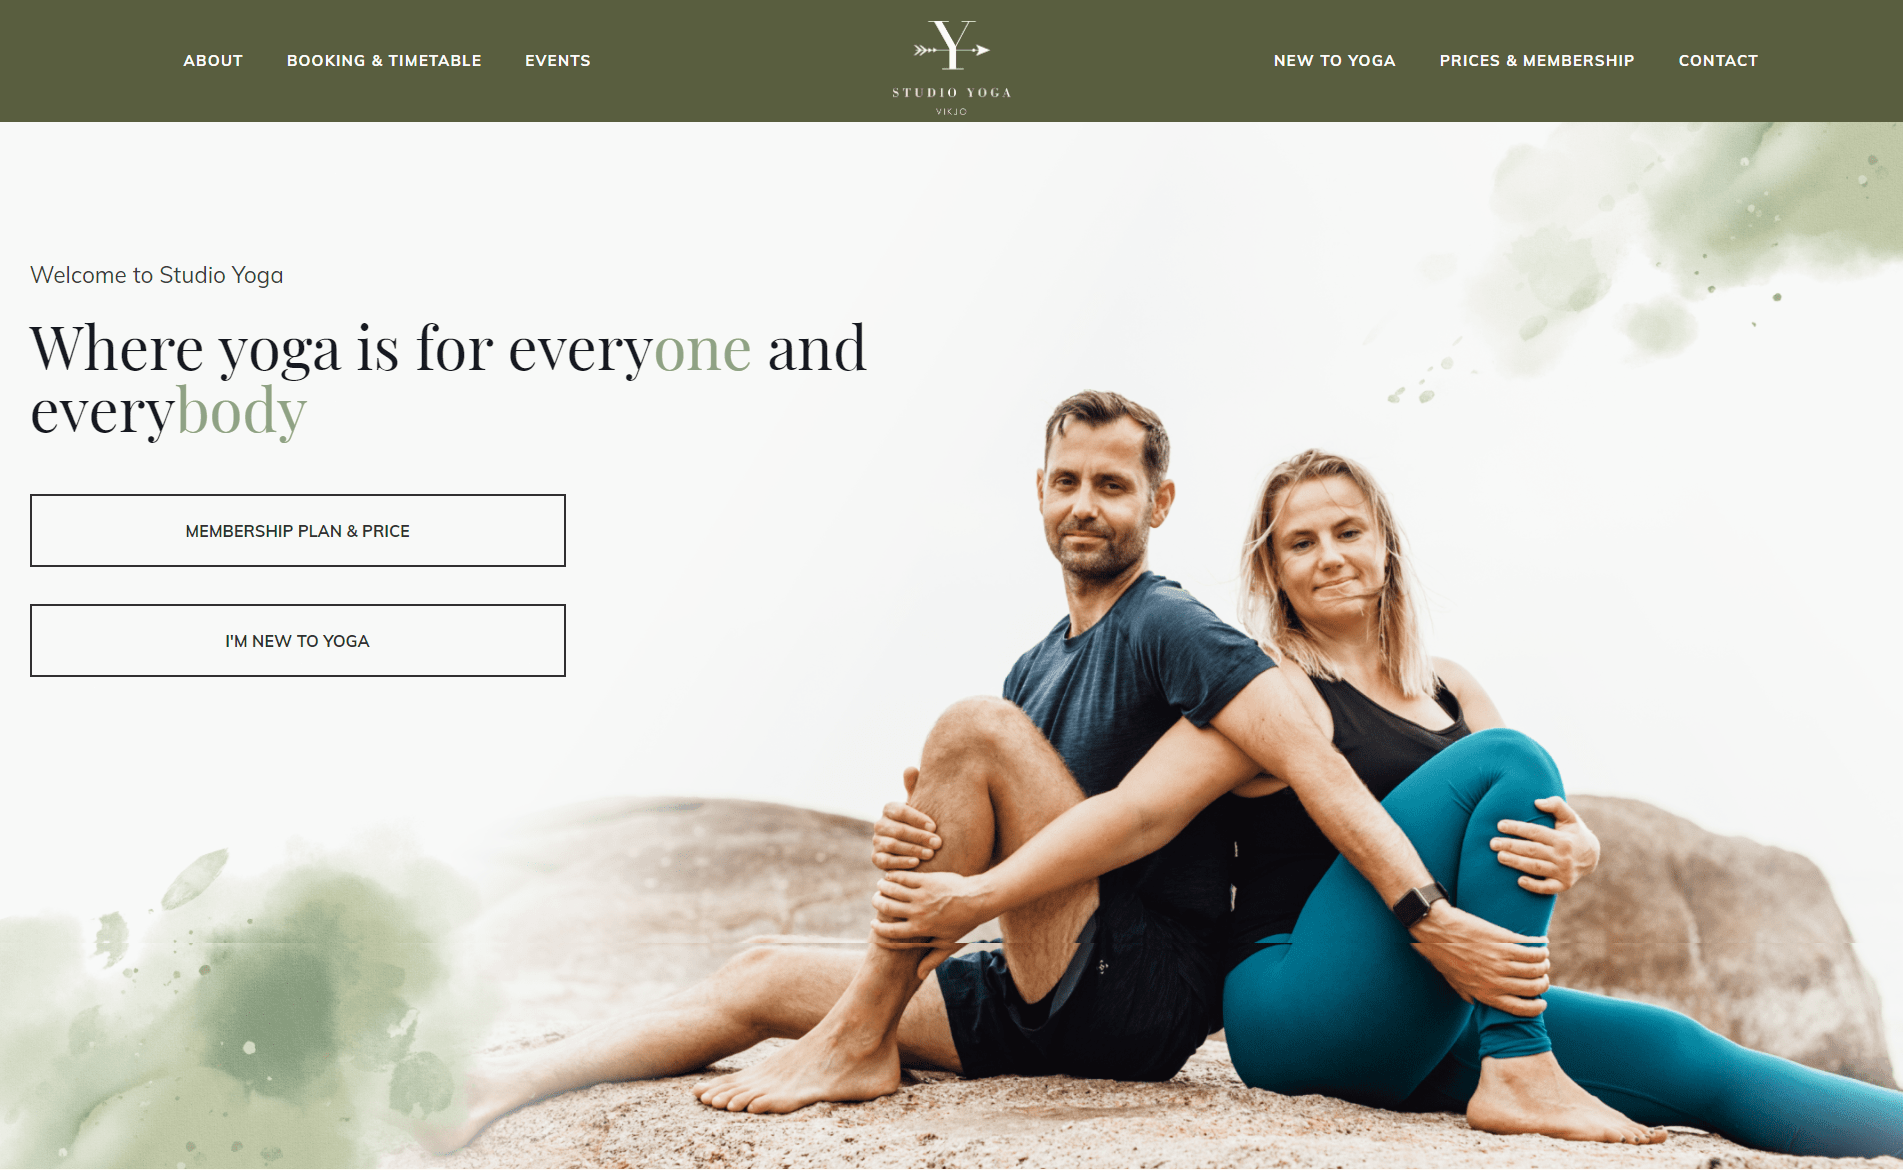 ABOUT
BOOKING & TIMETABLE
EVENTS
Y
STUDIO YOGA
VIKJO
NEW TO YOGA
PRICES & MEMBERSHIP
CONTACT
Welcome to Studio Yoga
Where yoga is for everyone and
everybody
MEMBERSHIP PLAN & PRICE
I'M NEW TO YOGA